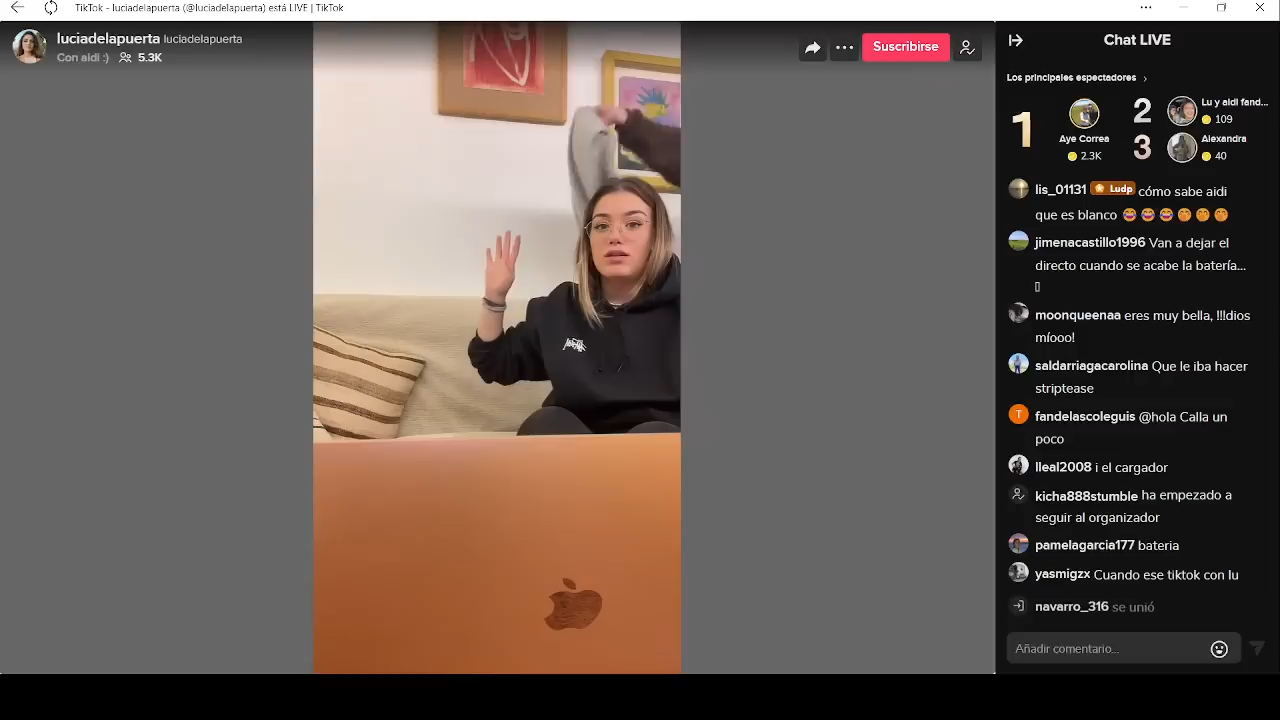 TikTok - luciadelapuerta (@luciadelapuerta) está LIVE | TikTok
luciadelapuerta luciadelapuerta
Con aidi :) 5.3K
Suscribirse
Chat LIVE
Los principales espectadores
1
Aye Correa
2.3K
2
Lu y aidi fand...
109
3
Alexandra
40
lis_01131 Ludp cómo sabe aidi
que es blanco
jimenacastillo1996 Van a dejar el
directo cuando se acabe la batería...
moonqueenaa eres muy bella, !!!dios
míooo!
saldarriagacarolina Que le iba hacer
striptease
T
fandelascoleguis @hola Calla un
poco
lleal2008 i el cargador
kicha888stumble ha empezado a
seguir al organizador
pamelagarcia177 bateria
yasmigzx Cuando ese tiktok con lu
navarro_316 se unió
Añadir comentario...